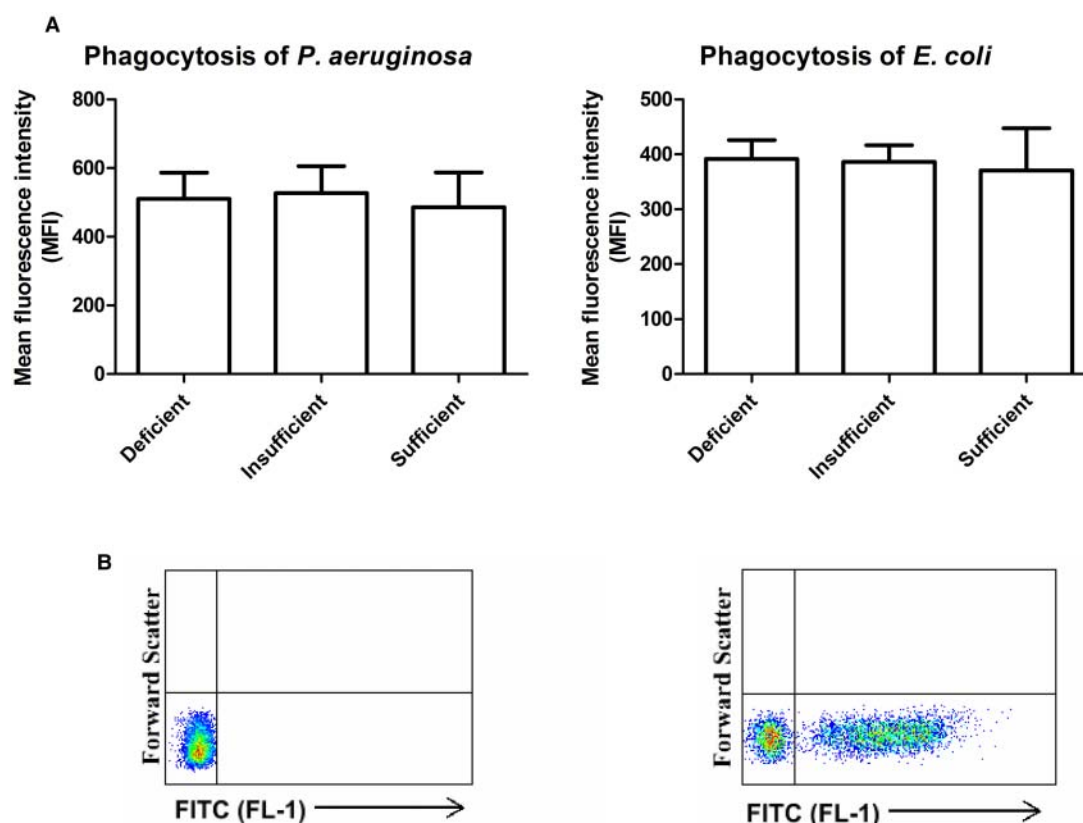 A
Phagocytosis of P. aeruginosa
Mean fluorescence intensity
(MFI)
800
600
400
200
0
Deficient
Insufficient
Sufficient
Phagocytosis of E. coli
Mean fluorescence intensity
(MFI)
500
400
300
200
100
0
Deficient
Insufficient
Sufficient
B
Forward Scatter
FITC (FL-1)
Forward Scatter
FITC (FL-1)